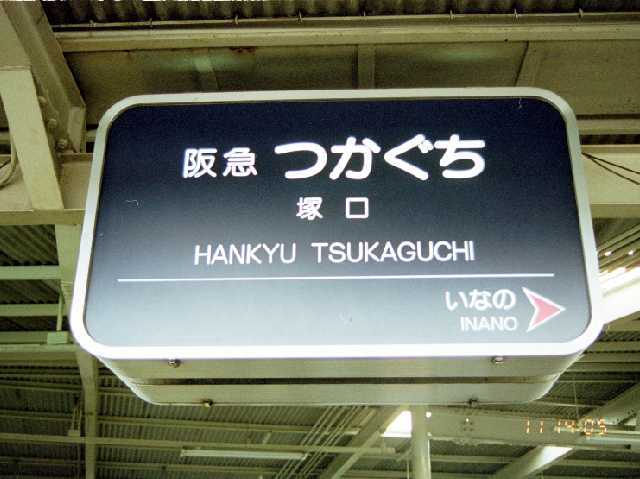 阪急 つかぐち
塚口
HANKYU TSUKAGUCHI
いなの
INANO
11 14 05